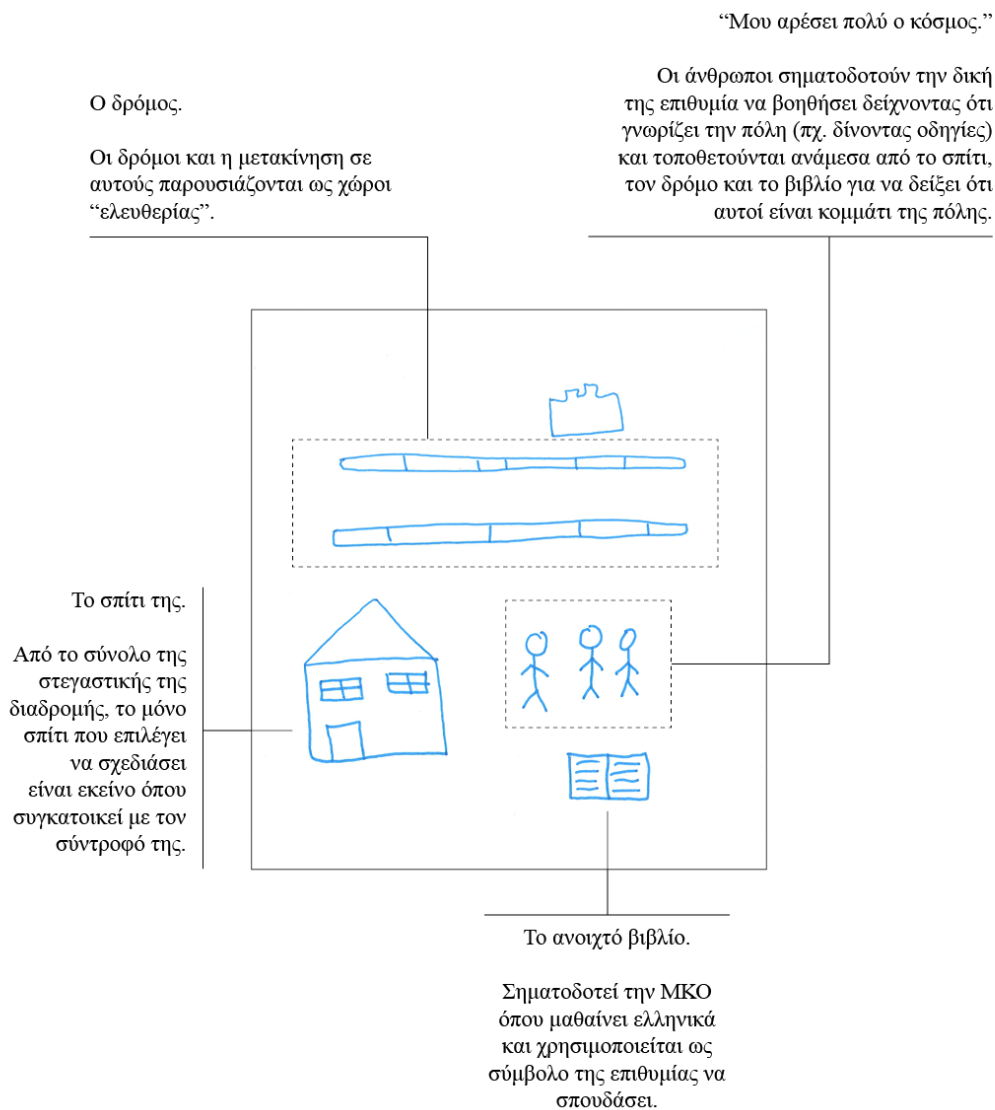 “Μου αρέσει πολύ ο κόσμος.”
Οι άνθρωποι σηματοδοτούν την δική
της επιθυμία να βοηθήσει δείχνοντας ότι
γνωρίζει την πόλη (πχ. δίνοντας οδηγίες)
και τοποθετούνται ανάμεσα από το σπίτι,
τον δρόμο και το βιβλίο για να δείξει ότι
αυτοί είναι κομμάτι της πόλης.
Ο δρόμος.
Οι δρόμοι και η μετακίνηση σε
αυτούς παρουσιάζονται ως χώροι
“ελευθερίας”.
Το σπίτι της.
Από το σύνολο της
στεγαστικής της
διαδρομής, το μόνο
σπίτι που επιλέγει
να σχεδιάσει
είναι εκείνο όπου
συγκατοικεί με τον
σύντροφό της.
Το ανοιχτό βιβλίο.
Σηματοδοτεί την ΜΚΟ
όπου μαθαίνει ελληνικά
και χρησιμοποιείται ως
σύμβολο της επιθυμίας να
σπουδάσει.